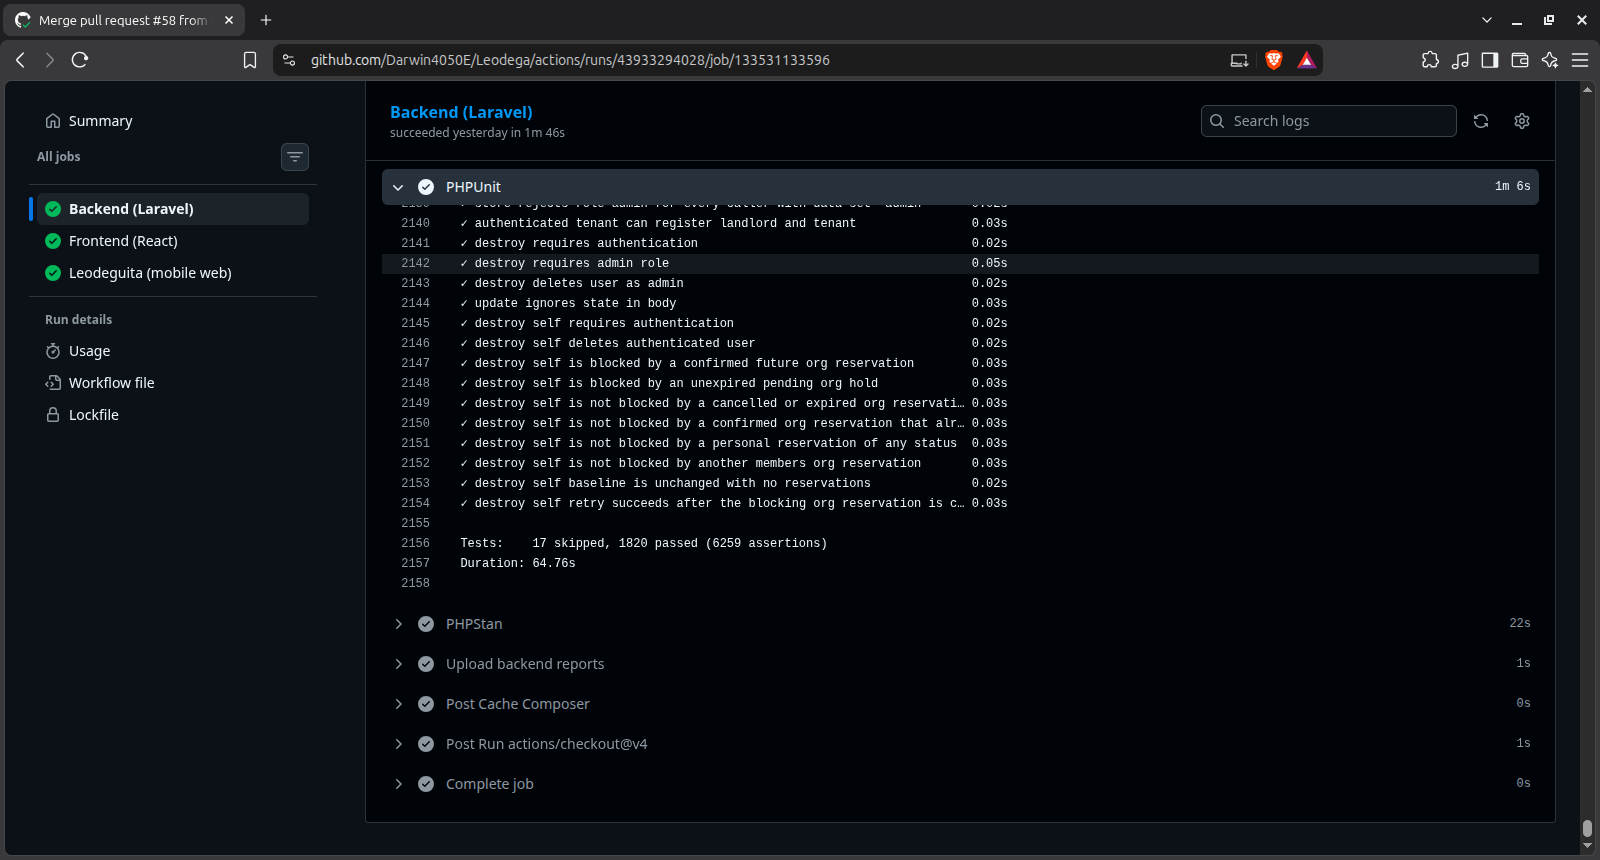 Merge pull request #58 from
github.com/Darwin4050E/Leodega/actions/runs/43933294028/job/133531133596
Summary
All jobs
Backend (Laravel)
Frontend (React)
Leodeguita (mobile web)
Run details
Usage
Workflow file
Lockfile
Backend (Laravel)
succeeded yesterday in 1m 46s
Search logs
PHPUnit 1m 6s
2140 ✓ authenticated tenant can register landlord and tenant 0.03s
2141 ✓ destroy requires authentication 0.02s
2142 ✓ destroy requires admin role 0.05s
2143 ✓ destroy deletes user as admin 0.02s
2144 ✓ update ignores state in body 0.03s
2145 ✓ destroy self requires authentication 0.02s
2146 ✓ destroy self deletes authenticated user 0.02s
2147 ✓ destroy self is blocked by a confirmed future org reservation 0.03s
2148 ✓ destroy self is blocked by an unexpired pending org hold 0.03s
2149 ✓ destroy self is not blocked by a cancelled or expired org reservati… 0.03s
2150 ✓ destroy self is not blocked by a confirmed org reservation that alr… 0.03s
2151 ✓ destroy self is not blocked by a personal reservation of any status 0.03s
2152 ✓ destroy self is not blocked by another members org reservation 0.03s
2153 ✓ destroy self baseline is unchanged with no reservations 0.02s
2154 ✓ destroy self retry succeeds after the blocking org reservation is c… 0.03s
2155
2156 Tests: 17 skipped, 1820 passed (6259 assertions)
2157 Duration: 64.76s
2158
PHPStan 22s
Upload backend reports 1s
Post Cache Composer 0s
Post Run actions/checkout@v4 1s
Complete job 0s